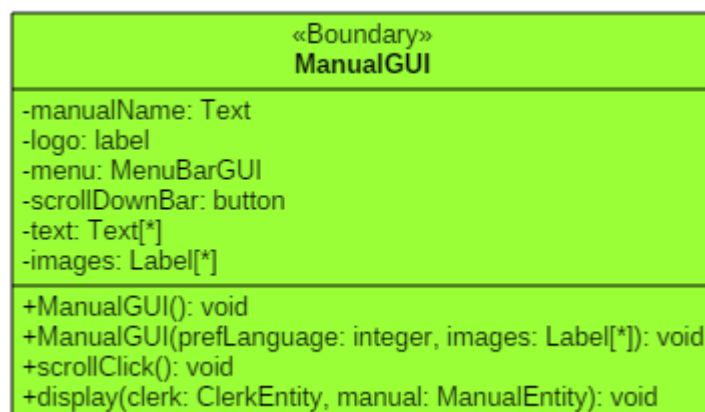 «Boundary»
ManualGUI
-manualName: Text
-logo: label
-menu: MenuBarGUI
-scrollDownBar: button
-text: Text[*]
-images: Label[*]
+ManualGUI(): void
+ManualGUI(prefLanguage: integer, images: Label[*]): void
+scrollClick(): void
+display(clerk: ClerkEntity, manual: ManualEntity): void